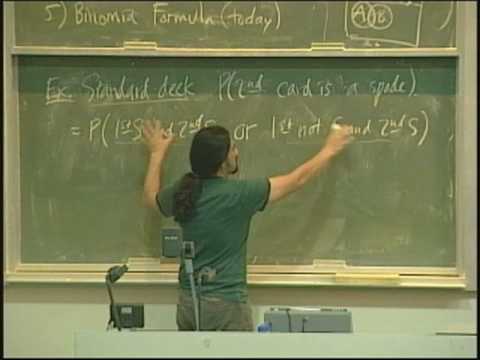 5) Binomial Formula (today)
A B
Ex: Standard deck P(2nd card is a spade)
= P(1st S and 2nd S or 1st not S and 2nd S)